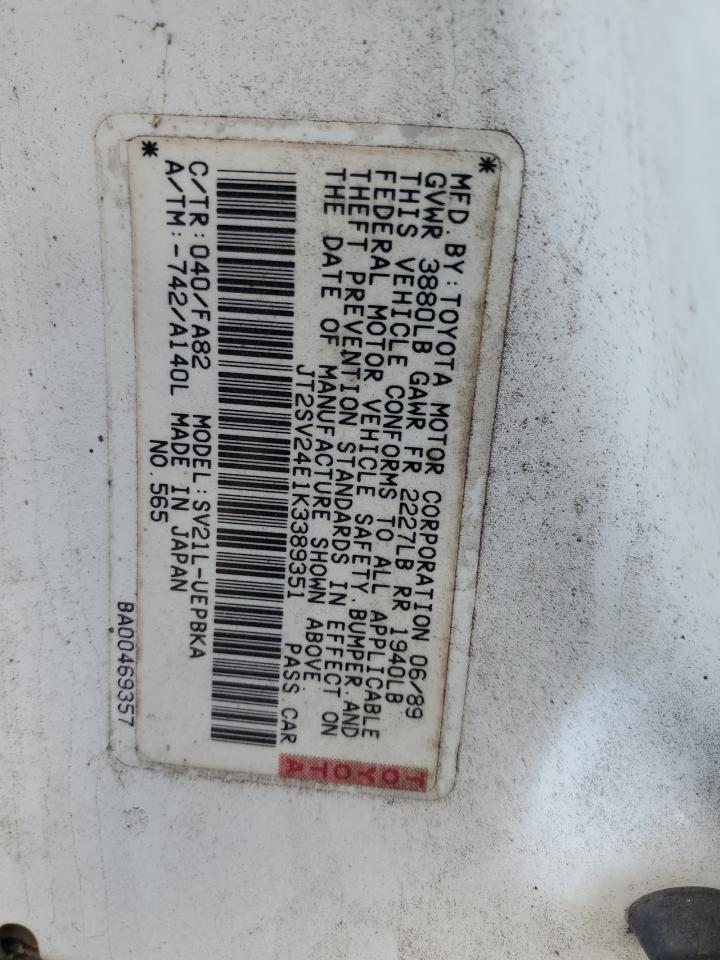 MFD.BY:TOYOTA MOTOR CORPORATION 06/89
GVWR 3880LB GAWR FR 2227LB RR 1940LB
THIS VEHICLE CONFORMS TO ALL APPLICABLE
FEDERAL MOTOR VEHICLE SAFETY,BUMPER,AND
THEFT PREVENTION STANDARDS IN EFFECT ON
THE DATE OF MANUFACTURE SHOWN ABOVE.
* JT2SV24E1K3389351 * PASS.CAR
C/TR:040/FA82 MODEL:SV21L-UEPBKA
A/TM:-742/A140L MADE IN JAPAN
NO.565
TOYOTA
BA00469357